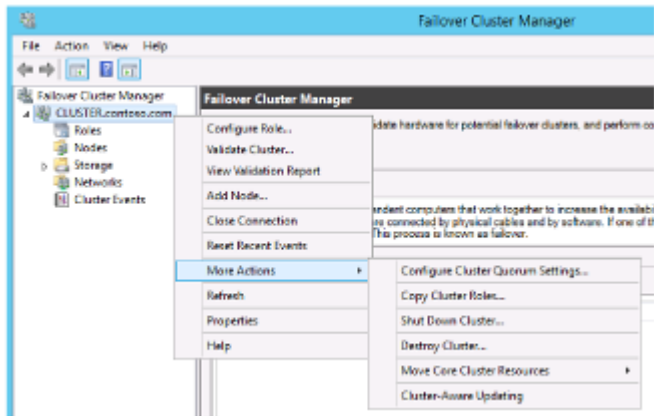 Failover Cluster Manager
File Action View Help
Failover Cluster Manager
CLUSTER.contoso.com
Roles
Nodes
Storage
Networks
Cluster Events
Failover Cluster Manager
idate hardware for potential failover clusters, and perform co
endent computers that work together to increase the availabi
are connected by physical cables and by software. If one of th
This process is known as failover.
Configure Role...
Validate Cluster...
View Validation Report
Add Node...
Close Connection
Reset Recent Events
More Actions
Refresh
Properties
Help
Configure Cluster Quorum Settings...
Copy Cluster Roles...
Shut Down Cluster...
Destroy Cluster...
Move Core Cluster Resources
Cluster-Aware Updating